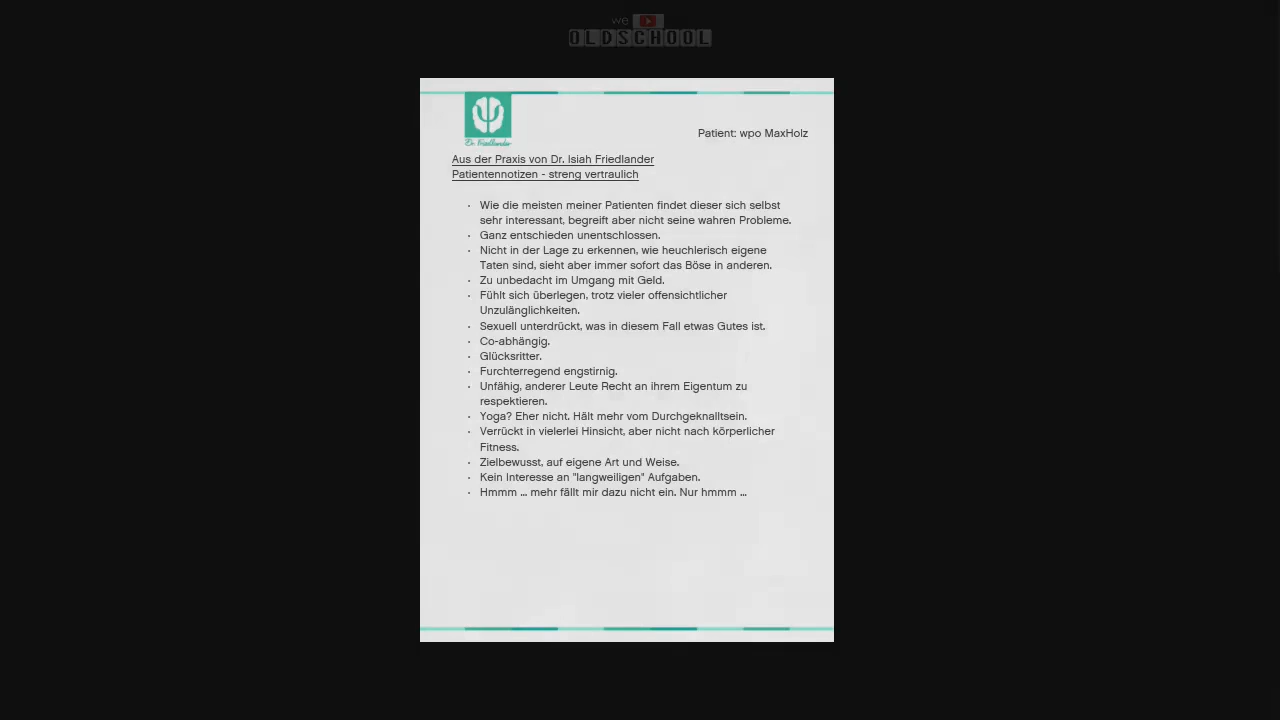 we
OLDSCHOOL
Dr. Friedlander
Patient: wpo MaxHolz
Aus der Praxis von Dr. Isiah Friedlander
Patientennotizen - streng vertraulich
· Wie die meisten meiner Patienten findet dieser sich selbst
sehr interessant, begreift aber nicht seine wahren Probleme.
· Ganz entschieden unentschlossen.
· Nicht in der Lage zu erkennen, wie heuchlerisch eigene
Taten sind, sieht aber immer sofort das Böse in anderen.
· Zu unbedacht im Umgang mit Geld.
· Fühlt sich überlegen, trotz vieler offensichtlicher
Unzulänglichkeiten.
· Sexuell unterdrückt, was in diesem Fall etwas Gutes ist.
· Co-abhängig.
· Glücksritter.
· Furchterregend engstirnig.
· Unfähig, anderer Leute Recht an ihrem Eigentum zu
respektieren.
· Yoga? Eher nicht. Hält mehr vom Durchgeknalltsein.
· Verrückt in vielerlei Hinsicht, aber nicht nach körperlicher
Fitness.
· Zielbewusst, auf eigene Art und Weise.
· Kein Interesse an "langweiligen" Aufgaben.
· Hmmm ... mehr fällt mir dazu nicht ein. Nur hmmm ...